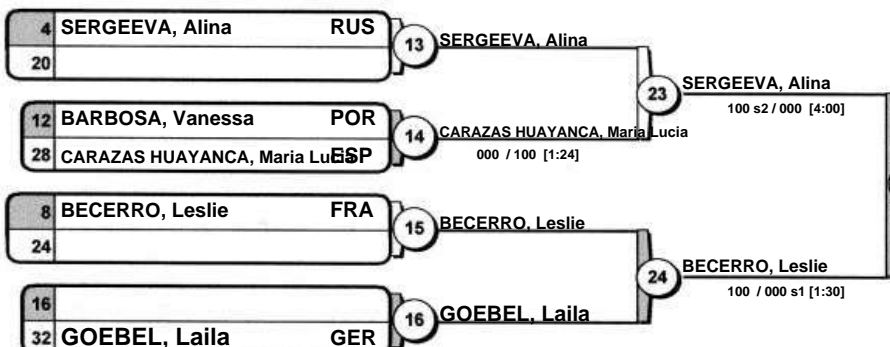 4 SERGEEVA, Alina RUS
20
13 SERGEEVA, Alina
12 BARBOSA, Vanessa POR
28 CARAZAS HUAYANCA, Maria Lucia ESP
14 CARAZAS HUAYANCA, Maria Lucia
000 / 100 [1:24]
23 SERGEEVA, Alina
100 s2 / 000 [4:00]
8 BECERRO, Leslie FRA
24
15 BECERRO, Leslie
16
32 GOEBEL, Laila GER
16 GOEBEL, Laila
24 BECERRO, Leslie
100 / 000 s1 [1:30]